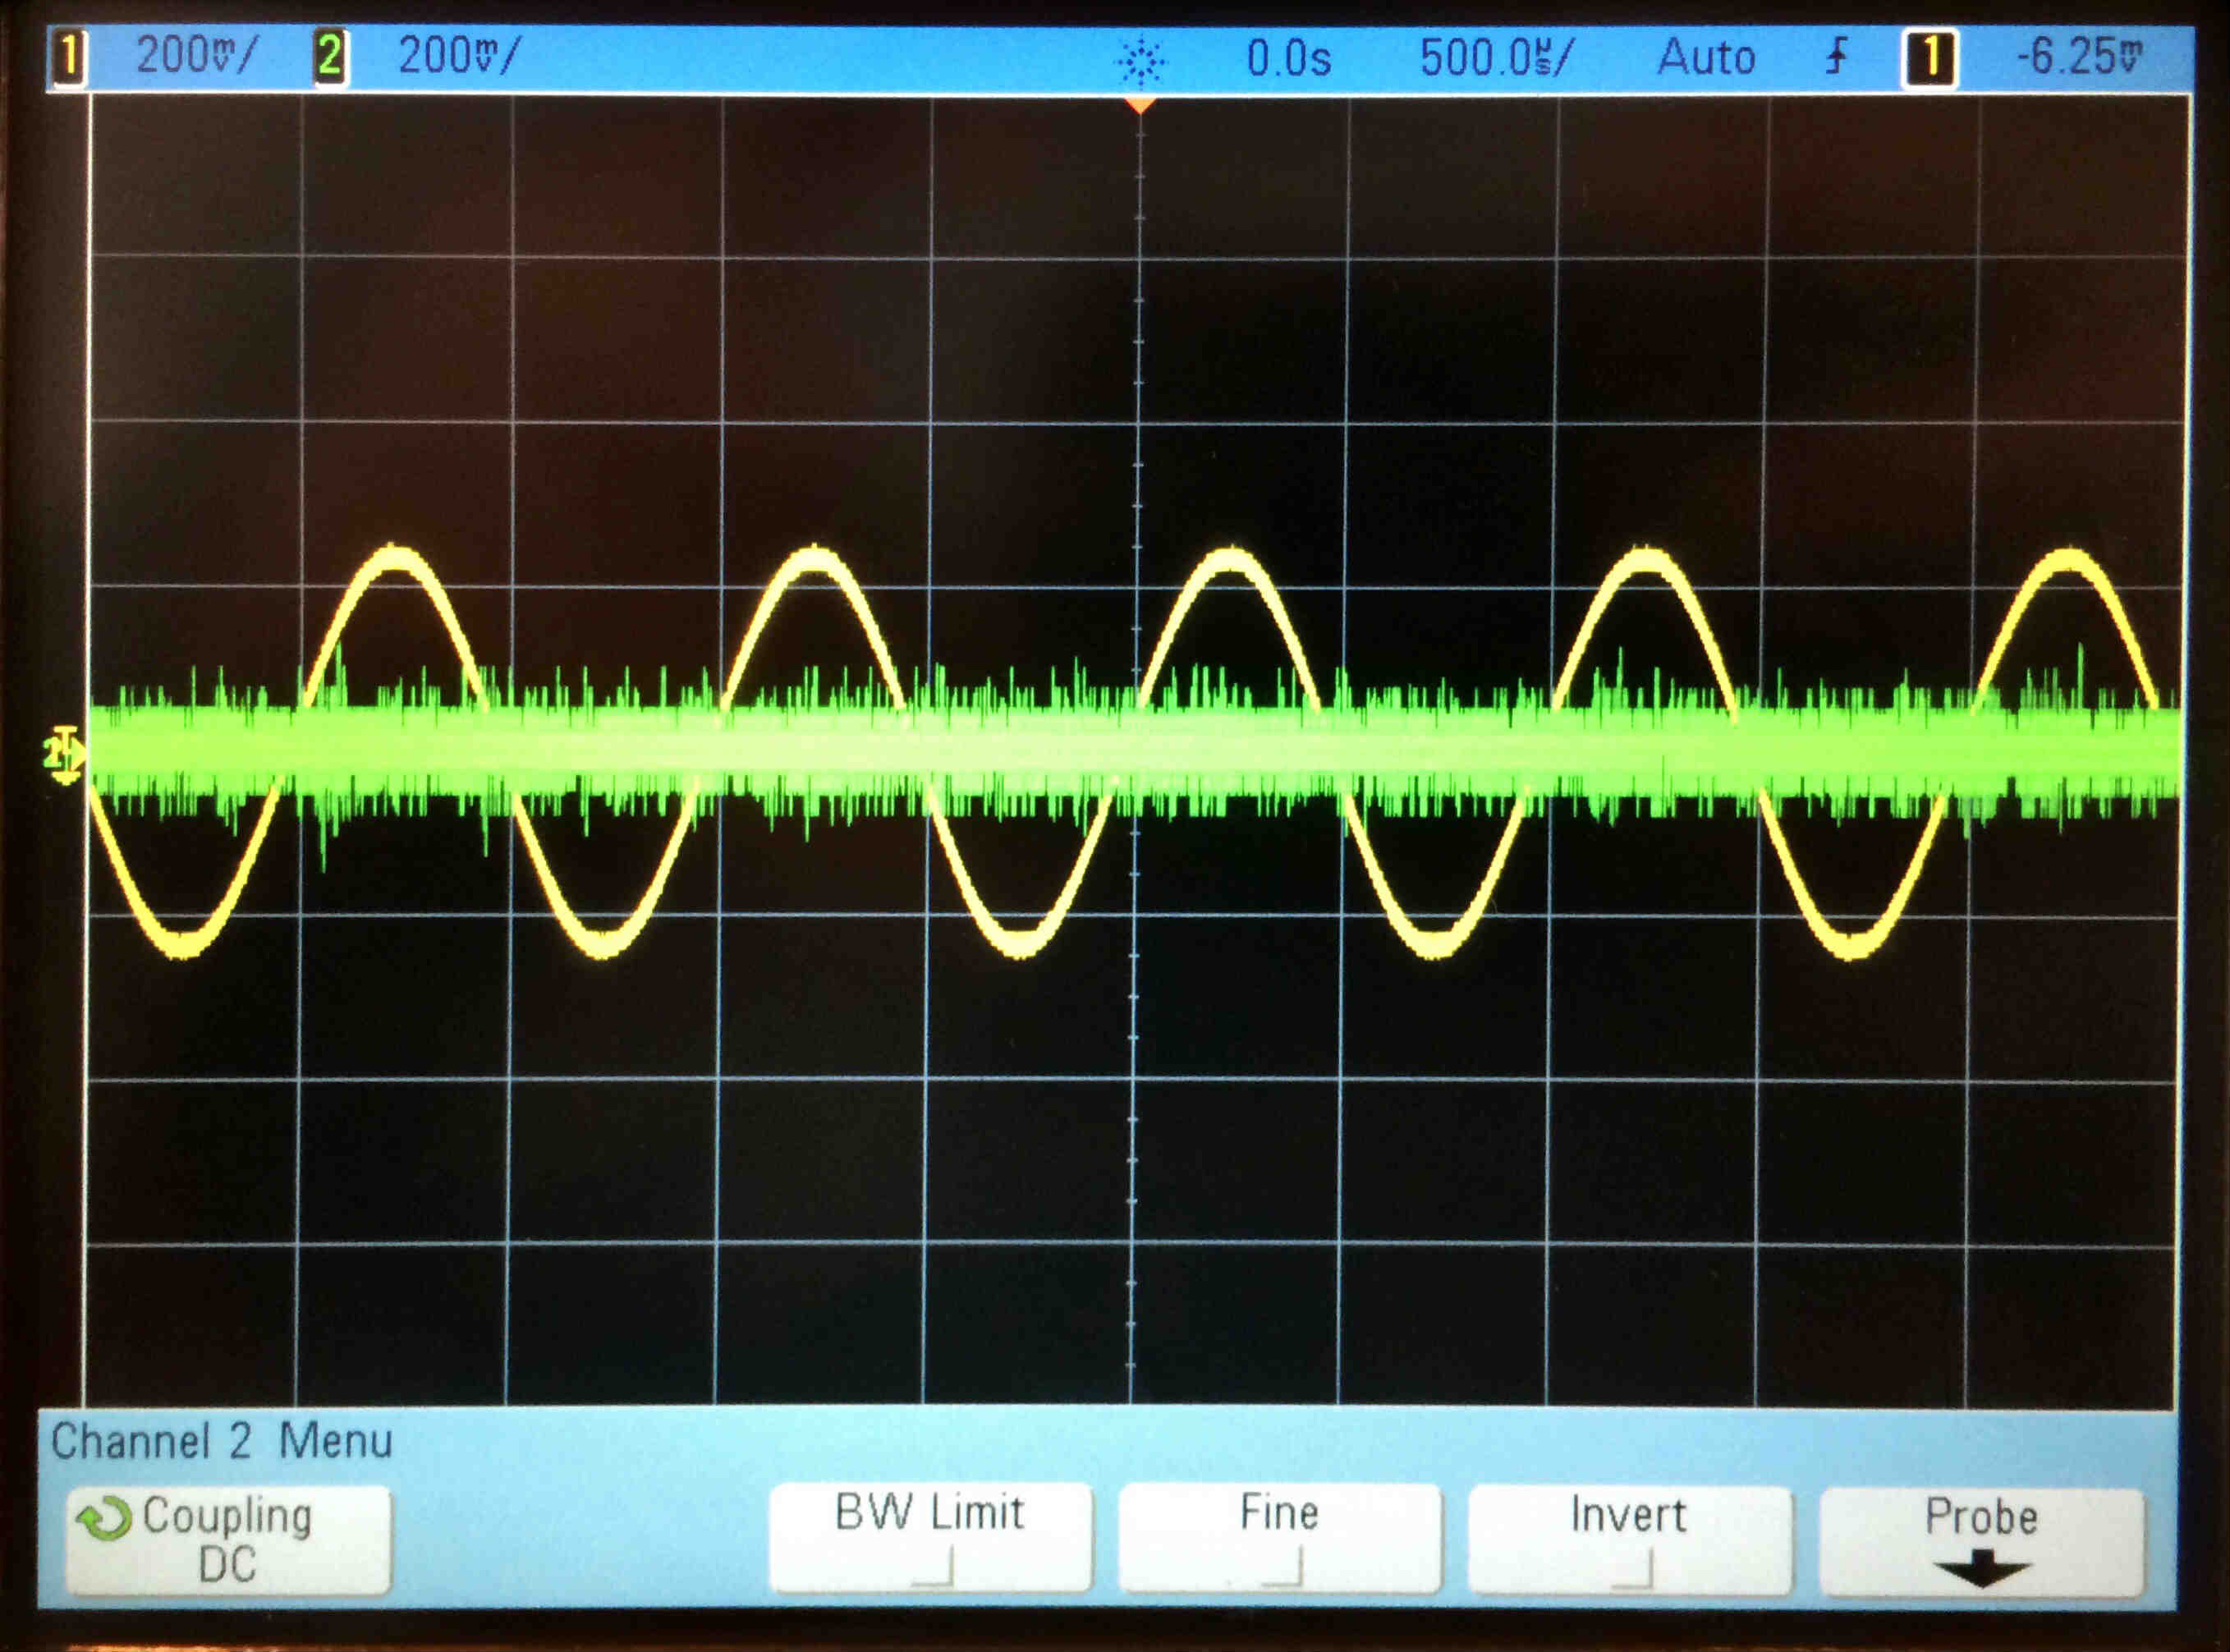 1 200mV/ 2 200mV/ 0.0s 500.0µs/ Auto 1 -6.25mV
2
Channel 2 Menu
Coupling BW Limit Fine Invert Probe
DC